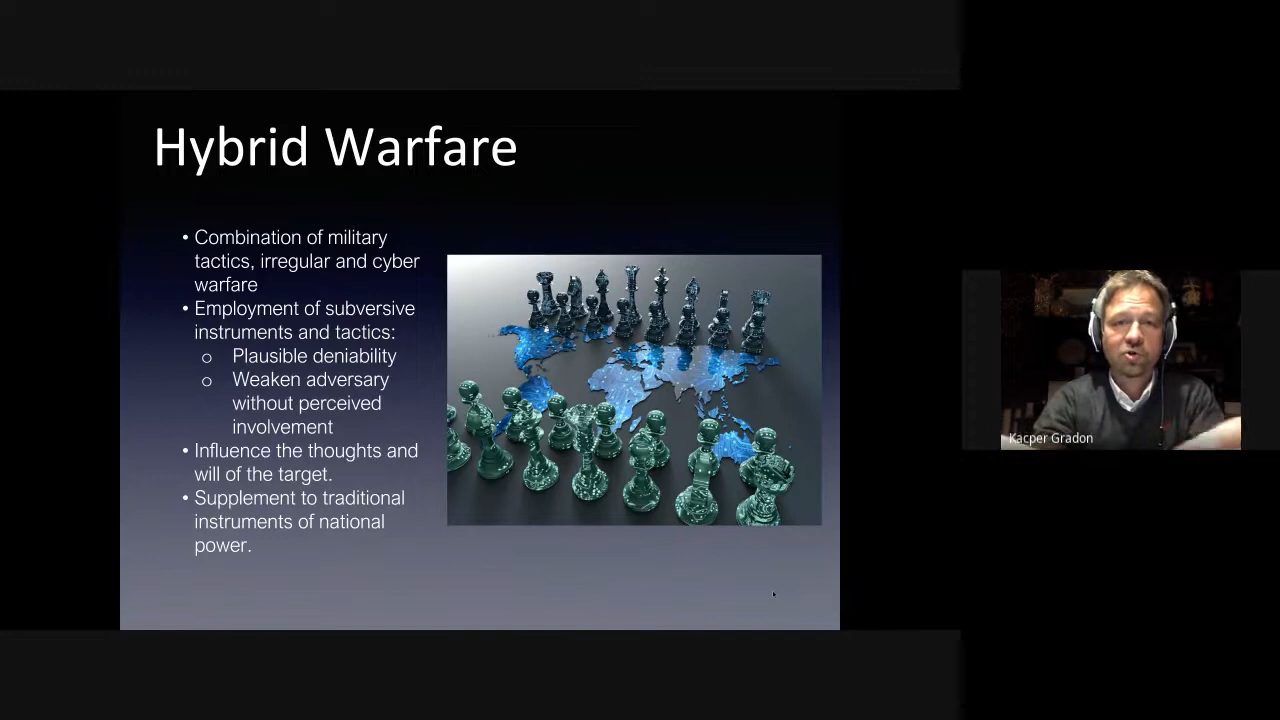 Hybrid Warfare
• Combination of military
tactics, irregular and cyber
warfare
• Employment of subversive
instruments and tactics:
o Plausible deniability
o Weaken adversary
without perceived
involvement
• Influence the thoughts and
will of the target.
• Supplement to traditional
instruments of national
power.
Kacper Gradon